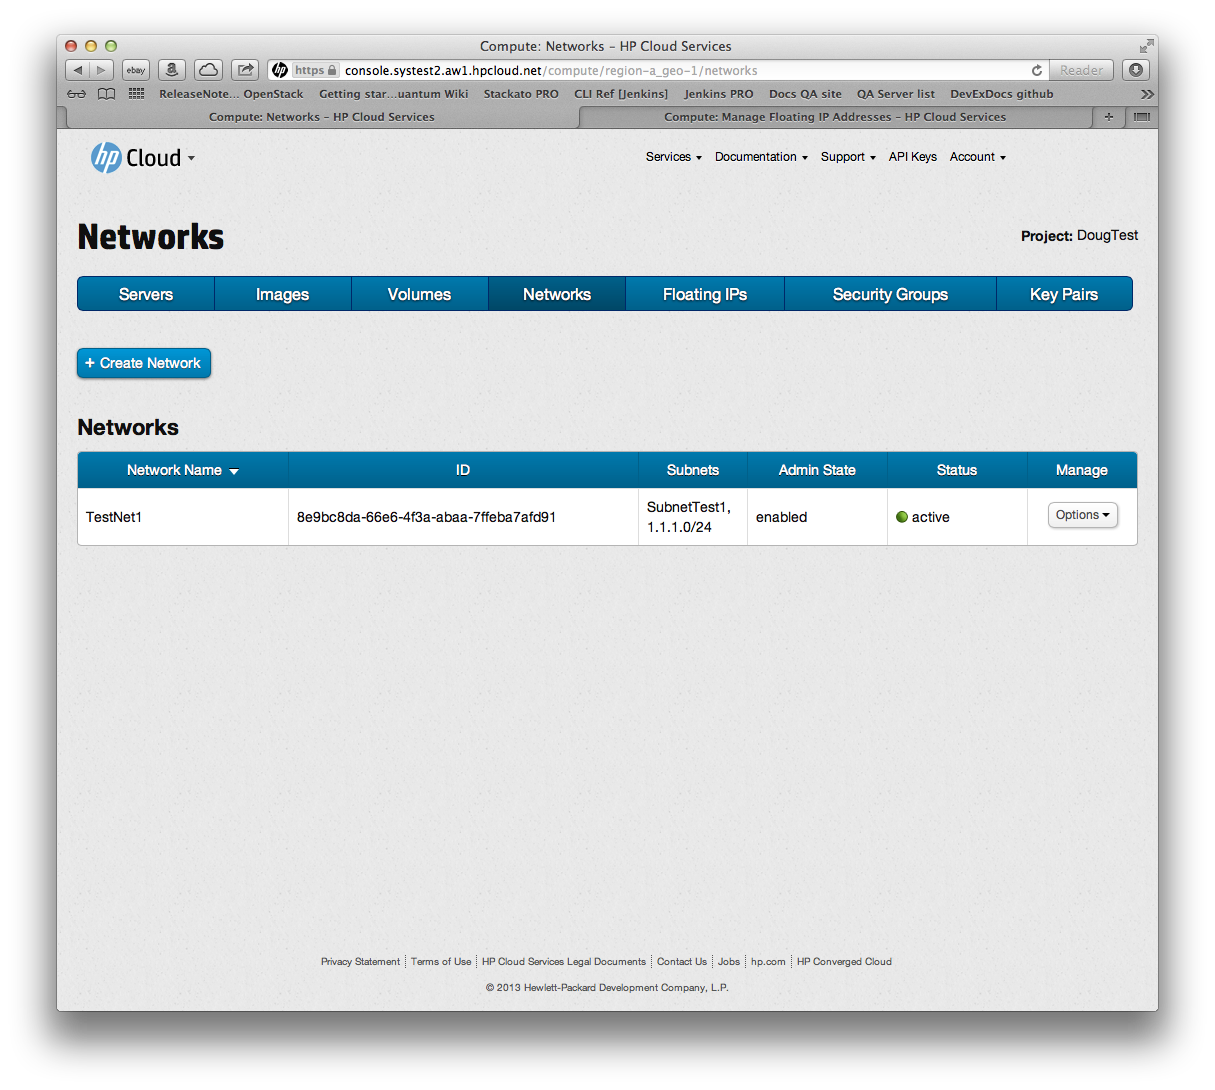 Compute: Networks – HP Cloud Services
ebay a hp https console.systest2.aw1.hpcloud.net/compute/region-a_geo-1/networks Reader
ReleaseNote... OpenStack Getting star...uantum Wiki Stackato PRO CLI Ref [Jenkins] Jenkins PRO Docs QA site QA Server list DevExDocs github
Compute: Networks – HP Cloud Services Compute: Manage Floating IP Addresses – HP Cloud Services +
hp Cloud Services Documentation Support API Keys Account
Networks Project: DougTest
Servers Images Volumes Networks Floating IPs Security Groups Key Pairs
+ Create Network
Networks
Network Name ID Subnets Admin State Status Manage
TestNet1 8e9bc8da-66e6-4f3a-abaa-7ffeba7afd91 SubnetTest1, enabled active Options
1.1.1.0/24
Privacy Statement Terms of Use HP Cloud Services Legal Documents Contact Us Jobs hp.com HP Converged Cloud
© 2013 Hewlett-Packard Development Company, L.P.